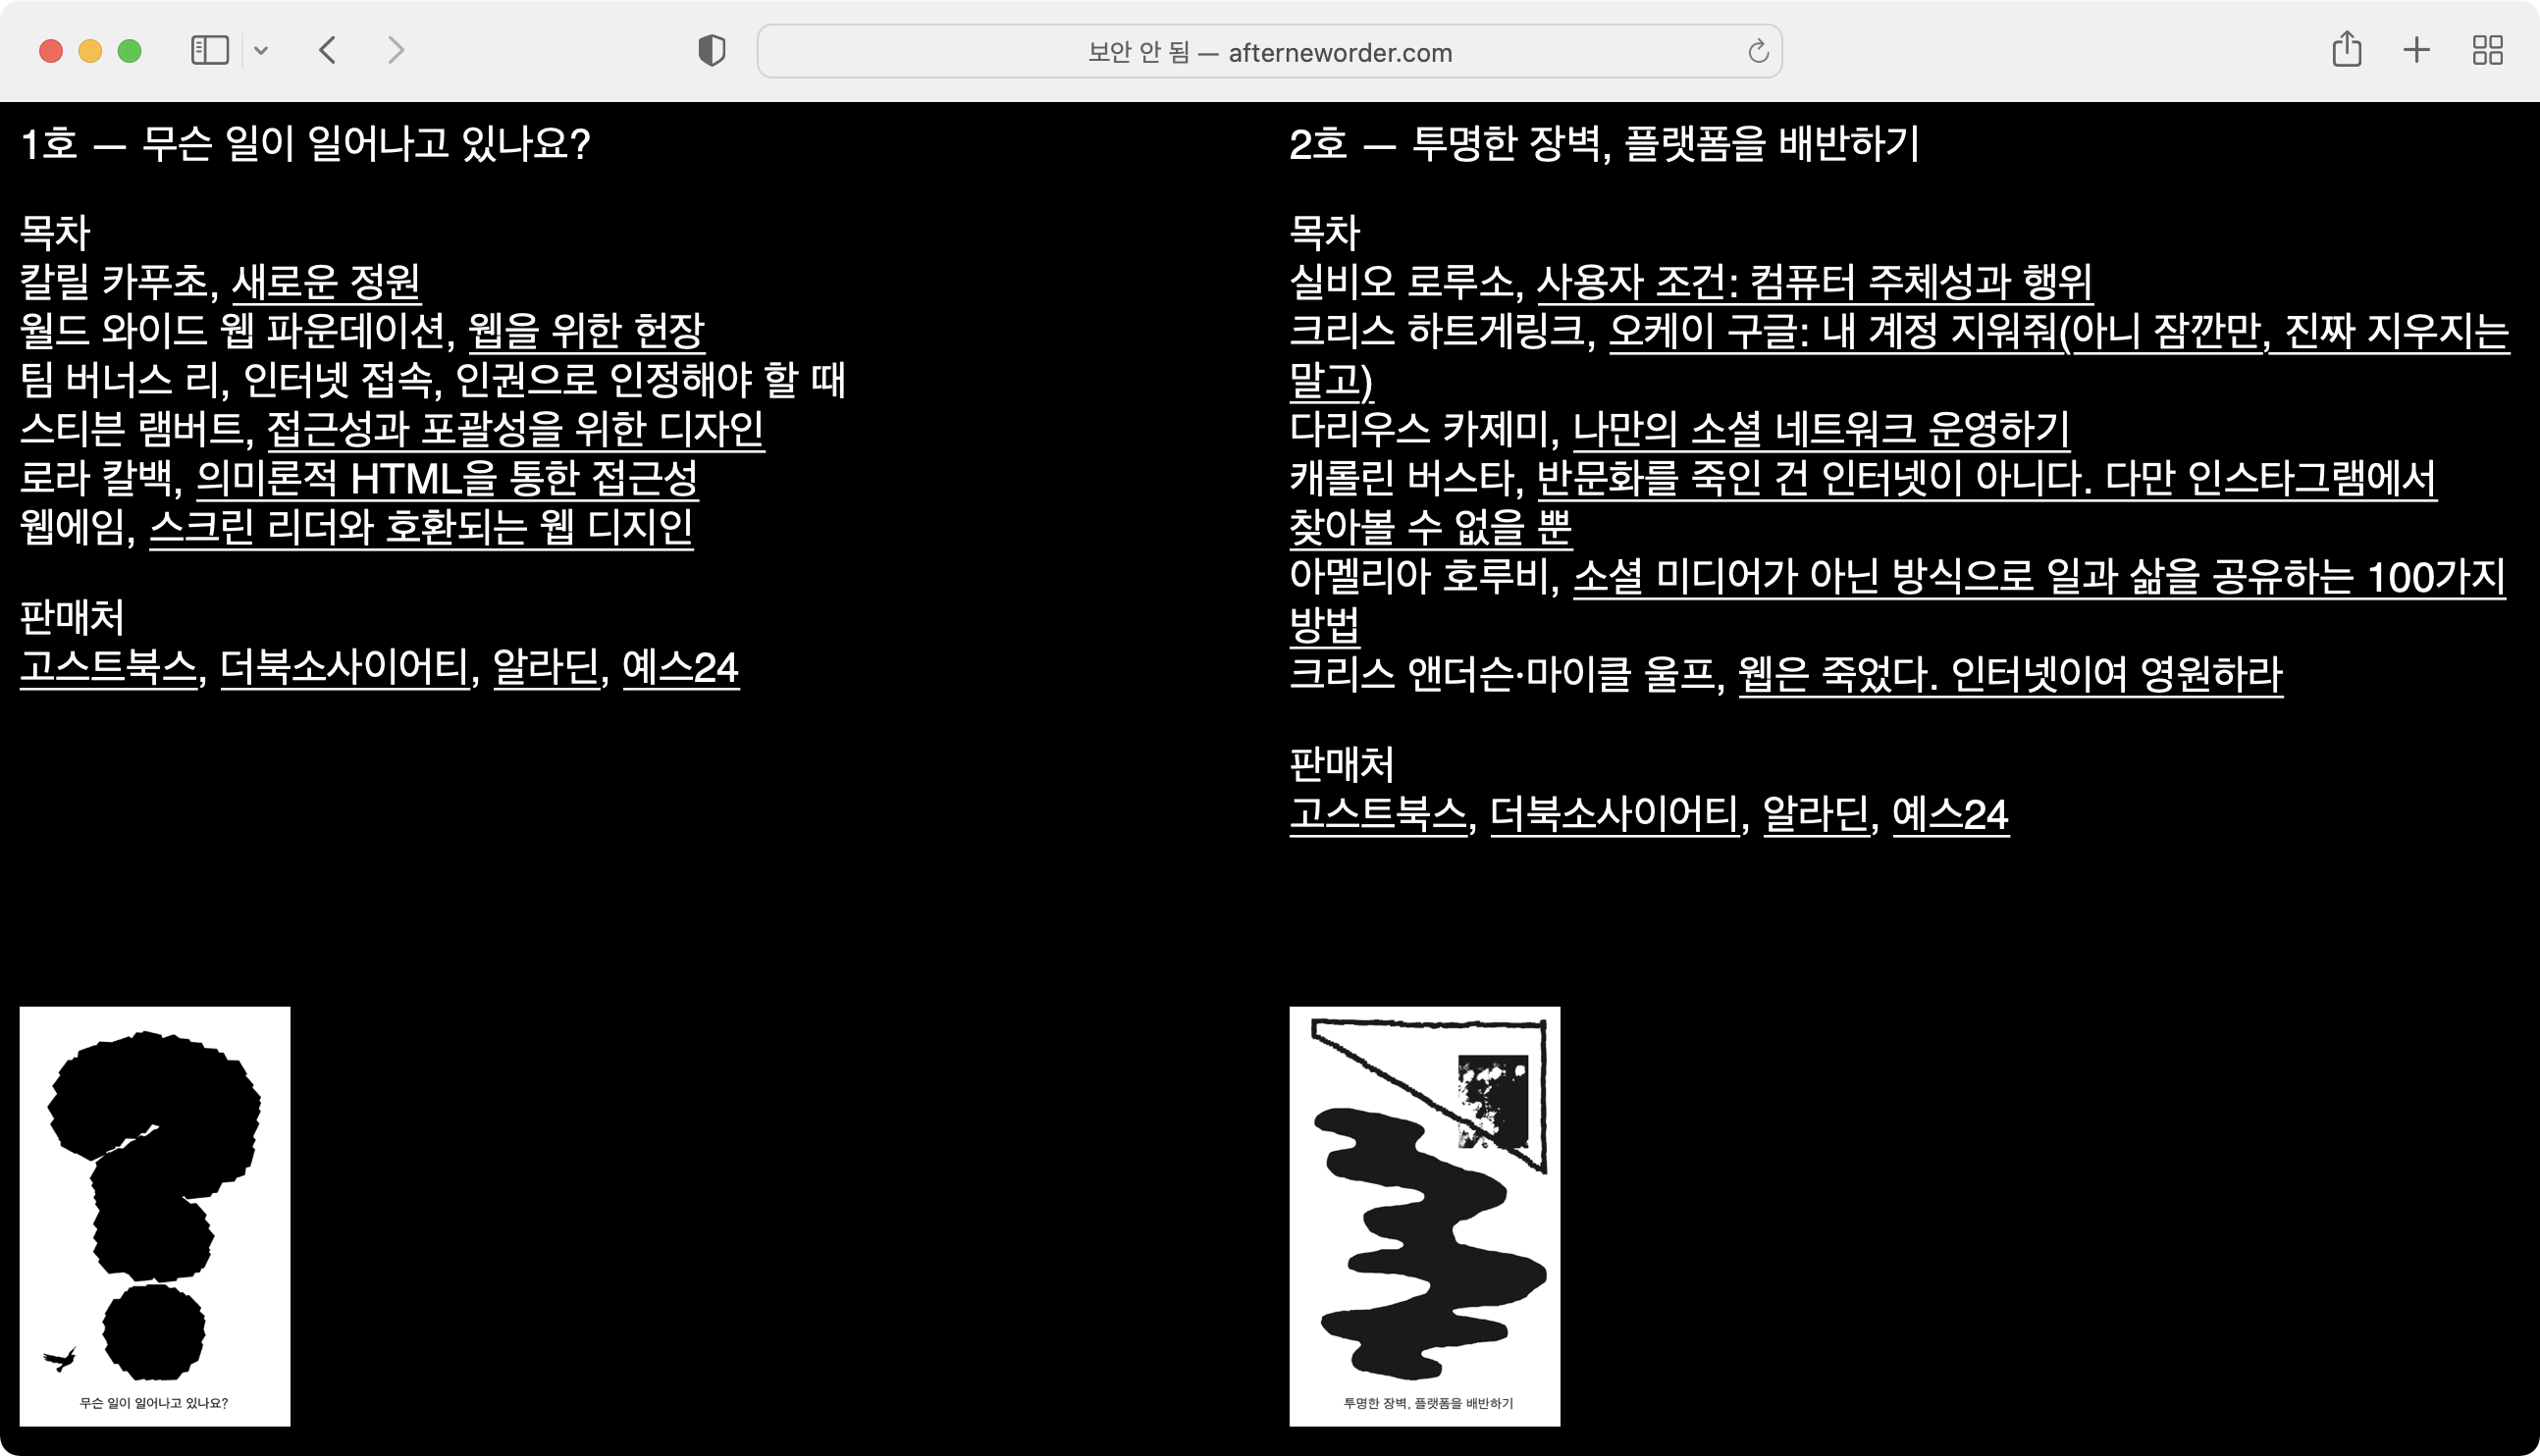 보안 안 됨 — afterneworder.com
1호 — 무슨 일이 일어나고 있나요?
목차
칼릴 카푸초, 새로운 정원
월드 와이드 웹 파운데이션, 웹을 위한 헌장
팀 버너스 리, 인터넷 접속, 인권으로 인정해야 할 때
스티븐 램버트, 접근성과 포괄성을 위한 디자인
로라 칼백, 의미론적 HTML을 통한 접근성
웹에임, 스크린 리더와 호환되는 웹 디지인
판매처
고스트북스, 더북소사이어티, 알라딘, 예스24
무슨 일이 일어나고 있나요?
2호 — 투명한 장벽, 플랫폼을 배반하기
목차
실비오 로루소, 사용자 조건: 컴퓨터 주체성과 행위
크리스 하트게링크, 오케이 구글: 내 계정 지워줘(아니 잠깐만, 진짜 지우지는
말고)
다리우스 카제미, 나만의 소셜 네트워크 운영하기
캐롤린 버스타, 반문화를 죽인 건 인터넷이 아니다. 다만 인스타그램에서
찾아볼 수 없을 뿐
아멜리아 호루비, 소셜 미디어가 아닌 방식으로 일과 삶을 공유하는 100가지
방법
크리스 앤더슨·마이클 울프, 웹은 죽었다. 인터넷이여 영원하라
판매처
고스트북스, 더북소사이어티, 알라딘, 예스24
투명한 장벽, 플랫폼을 배반하기